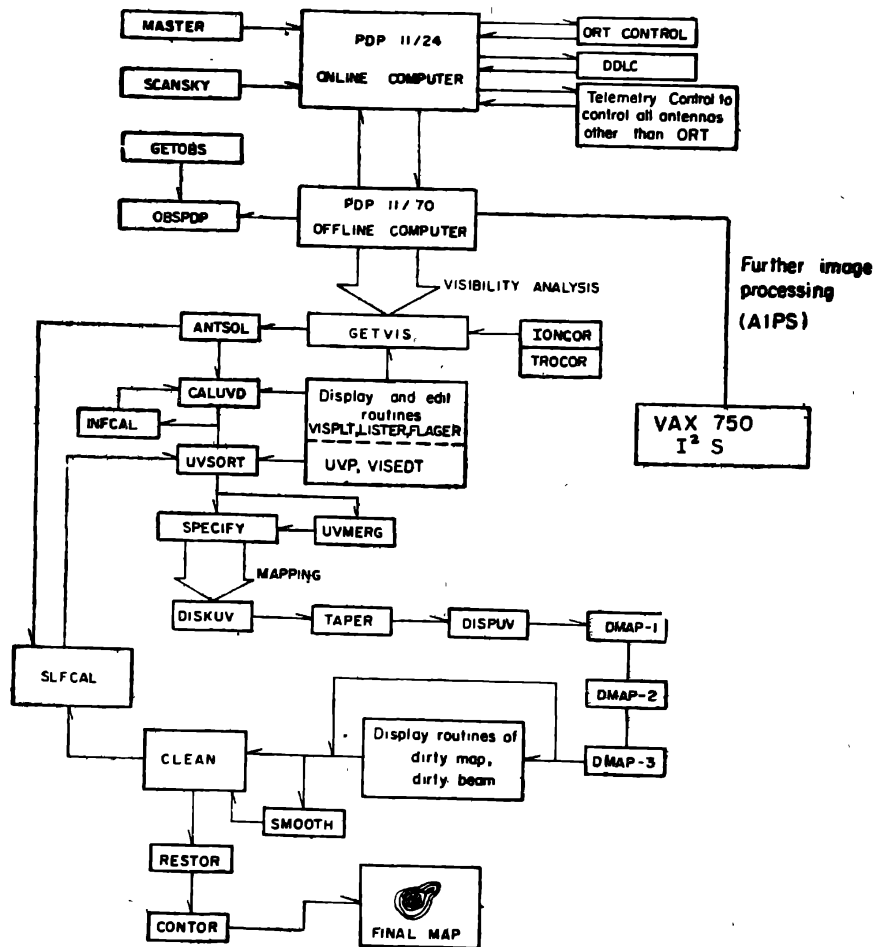 MASTER
PDP 11/24
ONLINE COMPUTER
ORT CONTROL
DDLC
SCANSKY
Telemetry Control to
control all antennas
other than ORT
GETOBS
OBSPDP
PDP 11/70
OFFLINE COMPUTER
Further image
processing
(AIPS)
VISIBILITY ANALYSIS
ANTSOL
GETVIS
IONCOR
TROCOR
CALUVD
Display and edit
routines
VISPLT,LISTER,FLAGER
INFCAL
VAX 750
I² S
UVSORT
UVP, VISEDT
SPECIFY
UVMERG
MAPPING
DISKUV
TAPER
DISPUV
DMAP-1
SLFCAL
DMAP-2
CLEAN
Display routines of
dirty map,
dirty beam
DMAP-3
SMOOTH
RESTOR
CONTOR
FINAL MAP